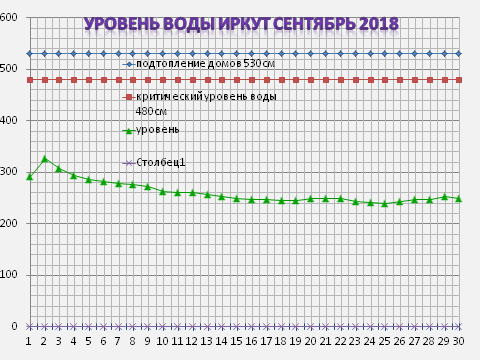 УРОВЕНЬ ВОДЫ ИРКУТ СЕНТЯБРЬ 2018
600
500
400
300
200
100
0
подтопление домов 530см
критический уровень воды
480см
уровень
Столбец1
1 2 3 4 5 6 7 8 9 10 11 12 13 14 15 16 17 18 19 20 21 22 23 24 25 26 27 28 29 30